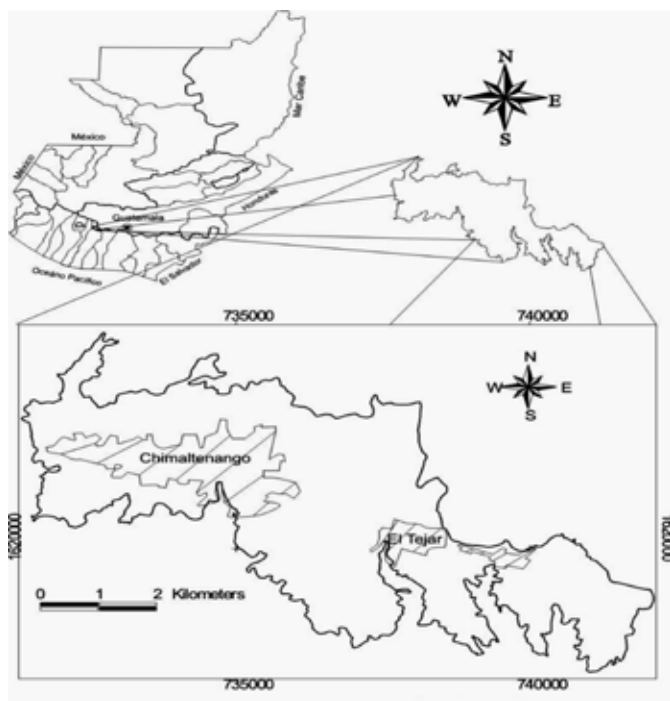 N
W E
S
Mar Caribe
México
México
Honduras
Guatemala
Océano Pacífico
El Salvador
735000 740000
N
W E
S
Chimaltenango
El Tejar
1620000
1620000
0 1 2 Kilometers
735000 740000